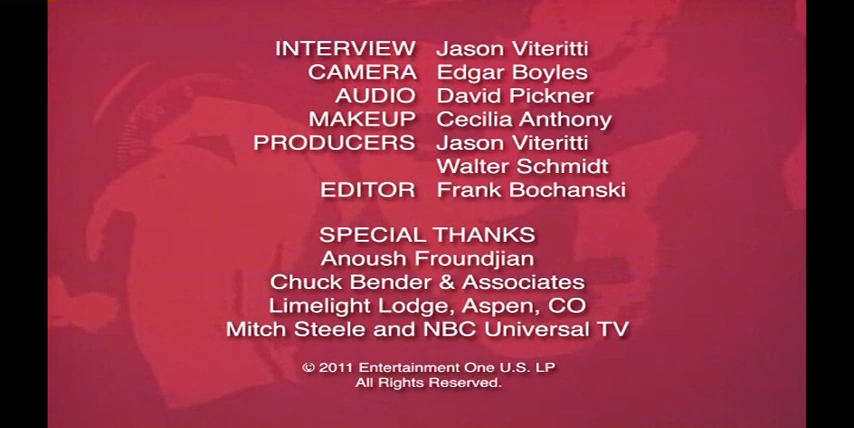 INTERVIEW Jason Viteritti
CAMERA Edgar Boyles
AUDIO David Pickner
MAKEUP Cecilia Anthony
PRODUCERS Jason Viteritti
Walter Schmidt
EDITOR Frank Bochanski
SPECIAL THANKS
Anoush Froundjian
Chuck Bender & Associates
Limelight Lodge, Aspen, CO
Mitch Steele and NBC Universal TV
© 2011 Entertainment One U.S. LP
All Rights Reserved.